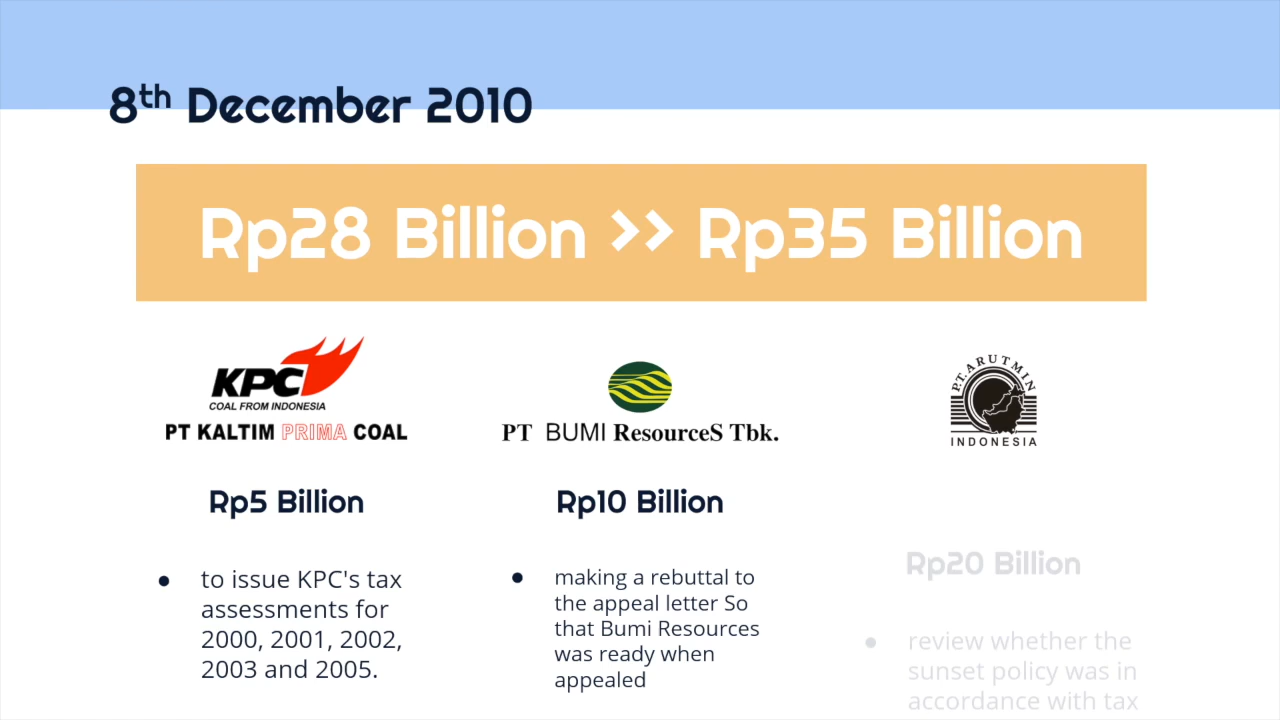 8th December 2010
Rp28 Billion >> Rp35 Billion
KPC
COAL FROM INDONESIA
PT KALTIM PRIMA COAL
Rp5 Billion
• to issue KPC's tax
assessments for
2000, 2001, 2002,
2003 and 2005.
PT BUMI ResourceS Tbk.
Rp10 Billion
• making a rebuttal to
the appeal letter So
that Bumi Resources
was ready when
appealed
P.T. ARUTMIN
INDONESIA
Rp20 Billion
• review whether the
sunset policy was in
accordance with tax